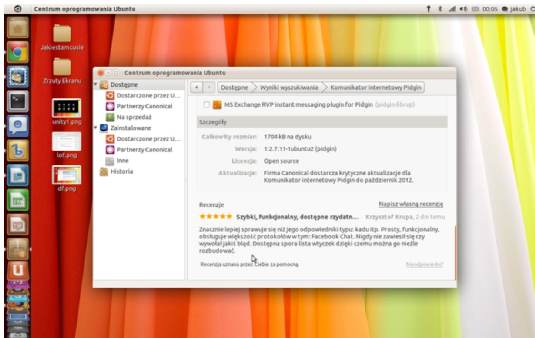 Centrum oprogramowania Ubuntu
00:05 jakub
Jakiestamcusie
Zrzuty Ekranu
unity1.png
lof.png
df.png
Centrum oprogramowania Ubuntu
Dostępne
Dostarczone przez U...
Partnerzy Canonical
Na sprzedaż
Zainstalowane
Dostarczone przez U...
Partnerzy Canonical
Inne
Historia
Dostępne
Wyniki wyszukiwania
Komunikator internetowy Pidgin
MS Exchange RVP instant messaging plugin for Pidgin (pidgin-librvp)
Szczegóły
Całkowity rozmiar: 1704 kB na dysku
Wersja: 1:2.7.11-1ubuntu2 (pidgin)
Licencja: Open source
Aktualizacje: Firma Canonical dostarcza krytyczne aktualizacje dla
Komunikator internetowy Pidgin do październik 2012.
Recenzje
Napisz własną recenzję
Szybki, funkcjonalny, dostępne rzydatn... Krzysztof Krupa, 2 dni temu
Znacznie lepiej sprawuje się niż jego odpowiedniki typu: kadu itp. Prosty, funkcjonalny,
obsługuje większość protokołów w tym: Facebook Chat. Nigdy nie zawiesił się czy
wywołał jakiś błąd. Dostępna spora lista wtyczek dzięki czemu można go nieźle
rozbudować.
Recenzja uznana przez Ciebie za pomocną.
Nieodpowiedni?